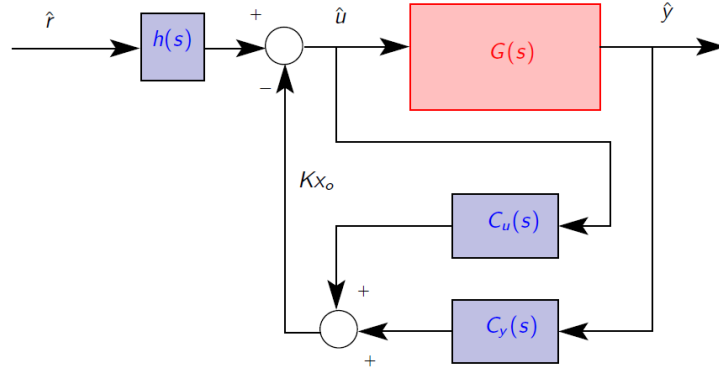 r̂
h(s)
+
−
û
G(s)
ŷ
Kx_o
C_u(s)
+
C_y(s)
+